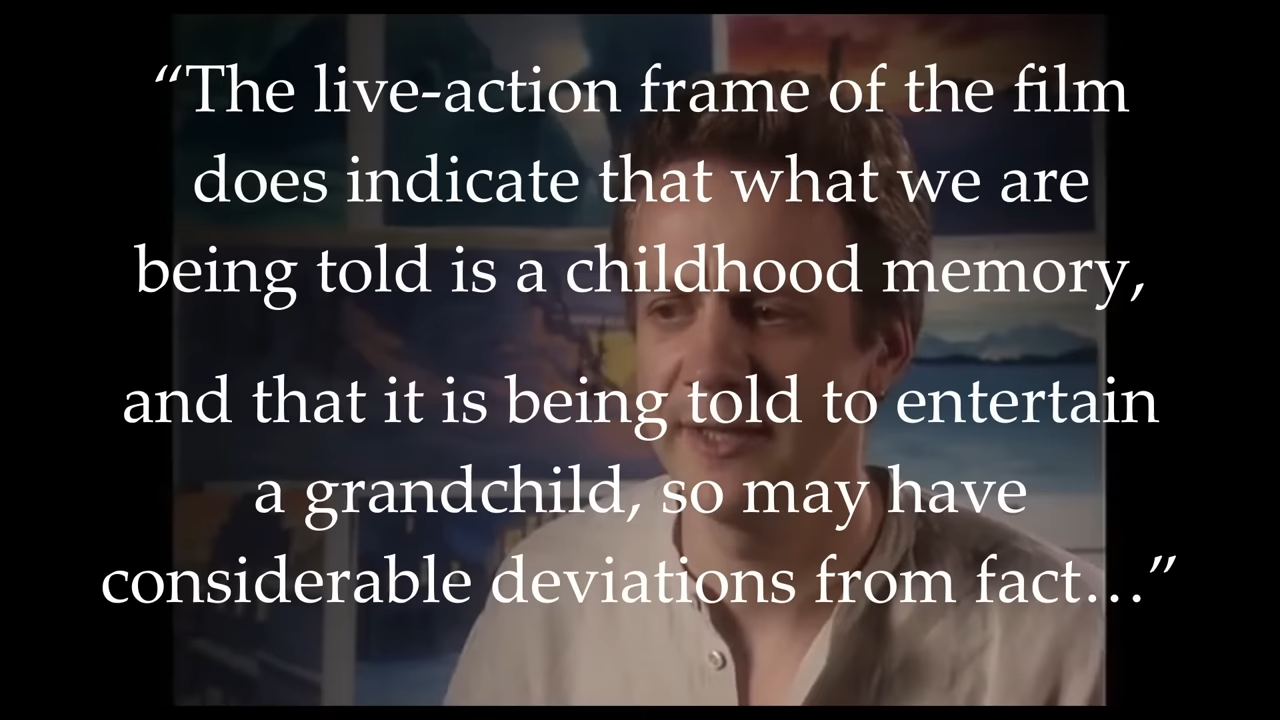 “The live-action frame of the film
does indicate that what we are
being told is a childhood memory,
and that it is being told to entertain
a grandchild, so may have
considerable deviations from fact…”